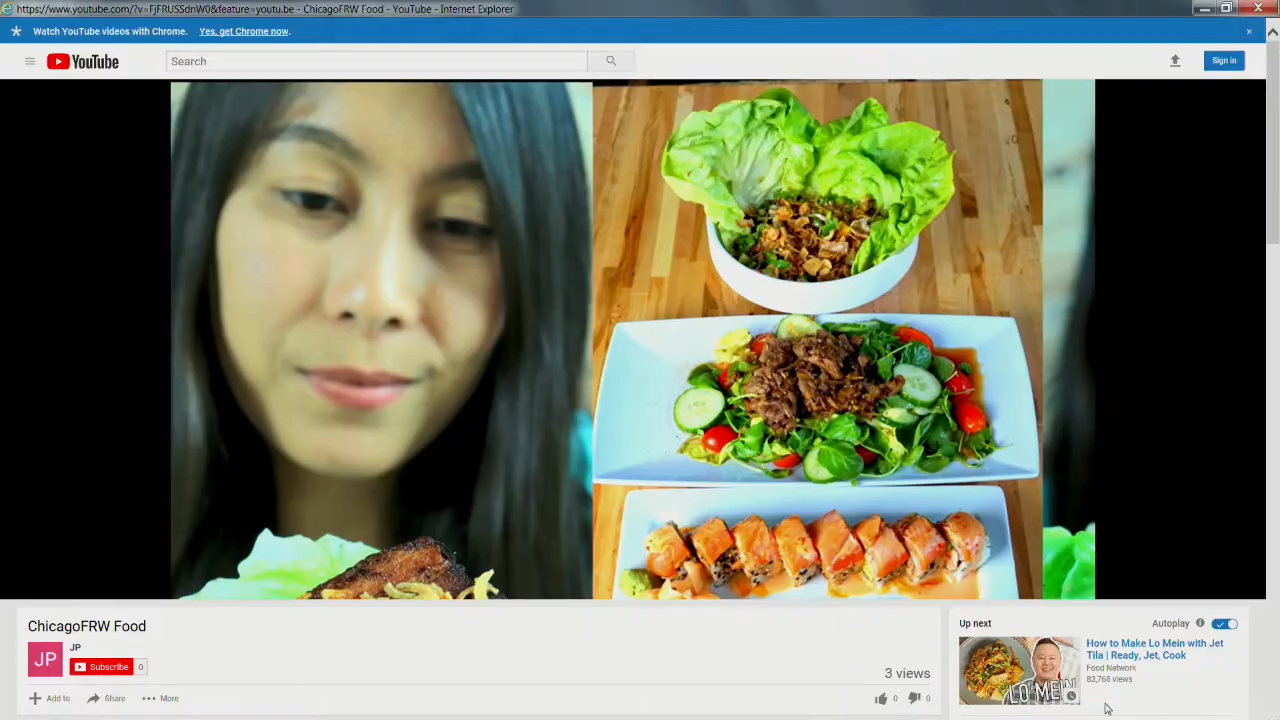 https://www.youtube.com/?v=FjFRUSSdnW0&feature=youtu.be - ChicagoFRW Food - YouTube - Internet Explorer
Watch YouTube videos with Chrome. Yes, get Chrome now.
YouTube
Search
Sign in
ChicagoFRW Food
JP
JP
Subscribe 0
3 views
Add to
Share
More
0
0
Up next
Autoplay
How to Make Lo Mein with Jet
Tila | Ready, Jet, Cook
Food Network
83,768 views
LO MEIN